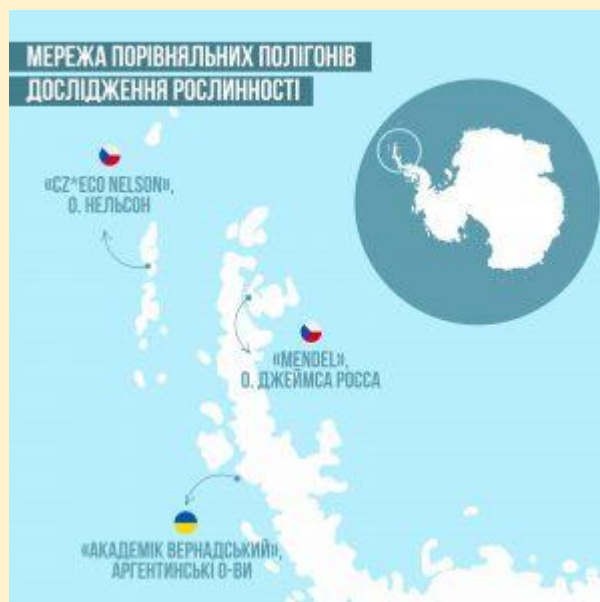 МЕРЕЖА ПОРІВНЯЛЬНИХ ПОЛІГОНІВ
ДОСЛІДЖЕННЯ РОСЛИННОСТІ
«CZ*ECO NELSON»,
О. НЕЛЬСОН
«MENDEL»,
О. ДЖЕЙМСА РОССА
«АКАДЕМІК ВЕРНАДСЬКИЙ»,
АРГЕНТИНСЬКІ О-ВИ